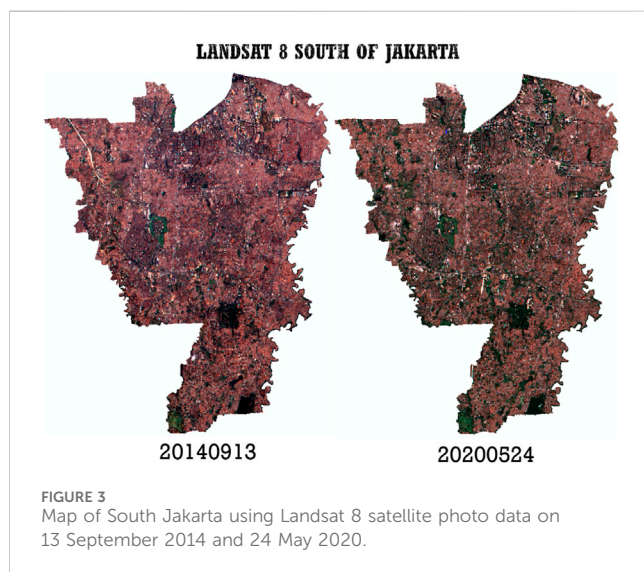 LANDSAT 8 SOUTH OF JAKARTA
20140913
20200524
FIGURE 3
Map of South Jakarta using Landsat 8 satellite photo data on
13 September 2014 and 24 May 2020.